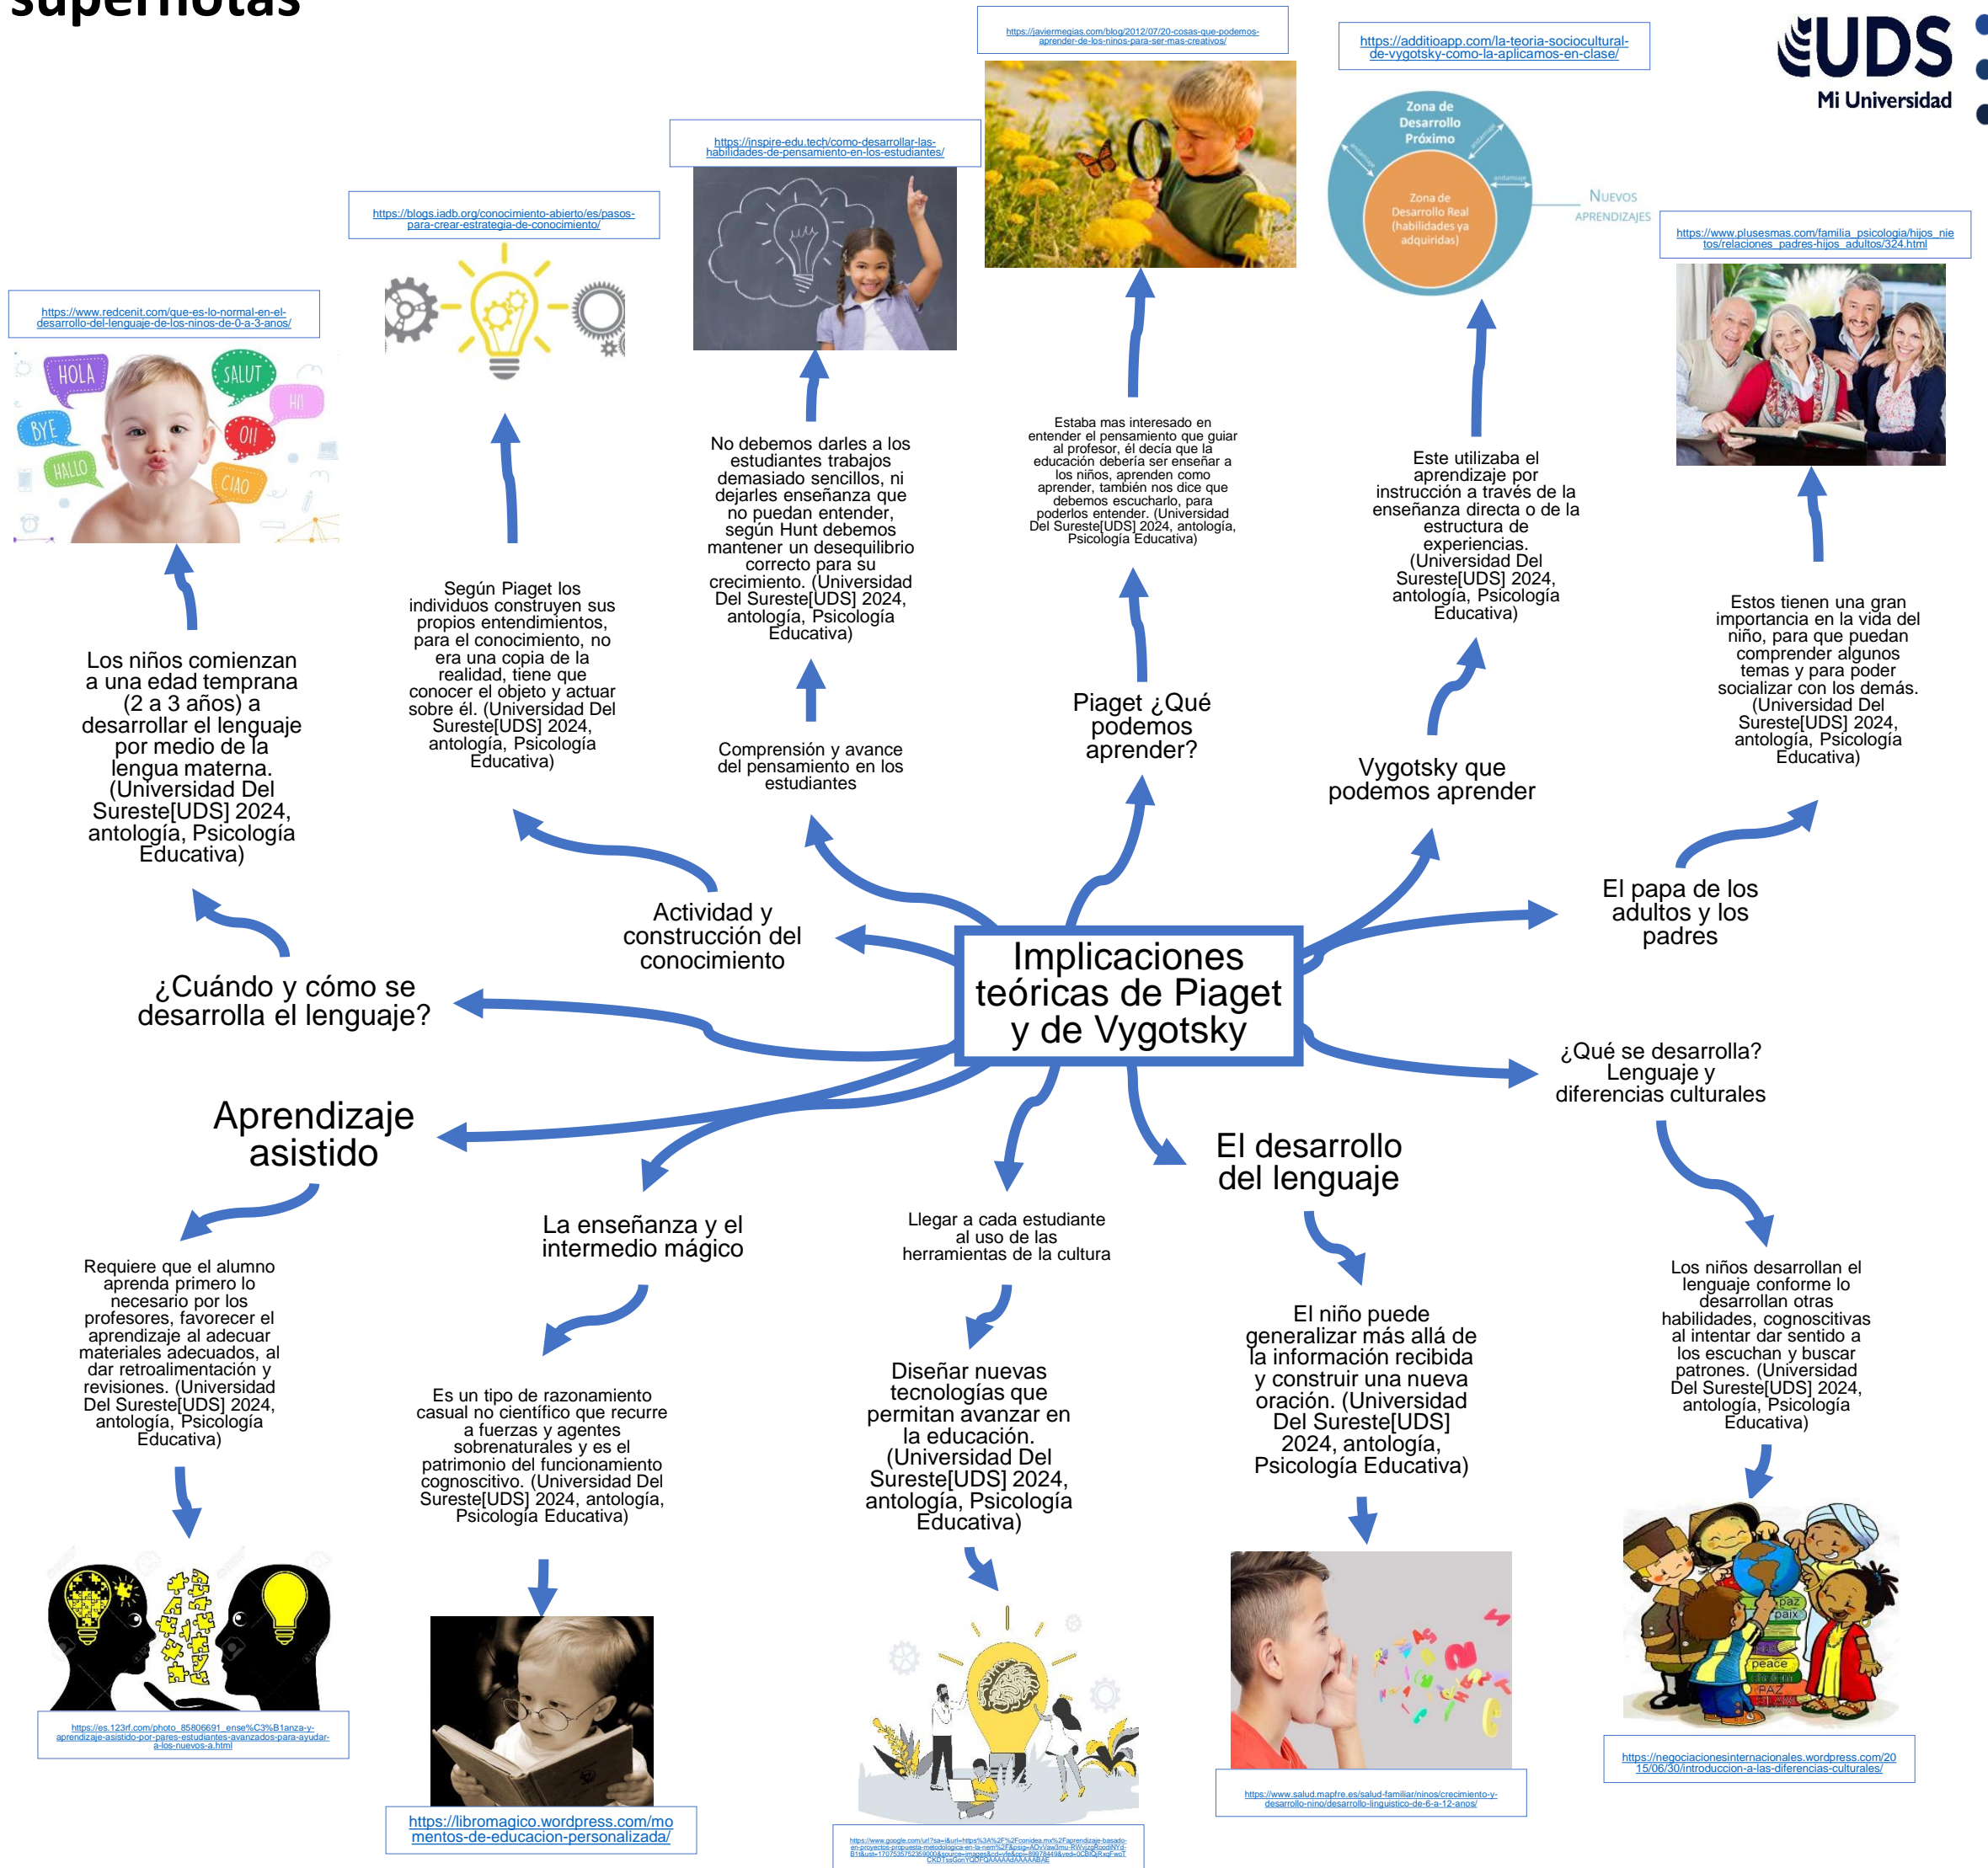 supernotas
UDS
Mi Universidad
https://javiermegias.com/blog/2012/07/20-cosas-que-podemos-
aprender-de-los-ninos-para-ser-mas-creativos/
https://additioapp.com/la-teoria-sociocultural-
de-vygotsky-como-la-aplicamos-en-clase/
Zona de
Desarrollo
Próximo
andamiaje
andamiaje
andamiaje
Zona de
Desarrollo Real
(habilidades ya
adquiridas)
NUEVOS
APRENDIZAJES
https://inspire-edu.tech/como-desarrollar-las-
habilidades-de-pensamiento-en-los-estudiantes/
https://blogs.iadb.org/conocimiento-abierto/es/pasos-
para-crear-estrategia-de-conocimiento/
https://www.plusesmas.com/familia_psicologia/hijos_nie
tos/relaciones_padres-hijos_adultos/324.html
https://www.redcenit.com/que-es-lo-normal-en-el-
desarrollo-del-lenguaje-de-los-ninos-de-0-a-3-anos/
HOLA
SALUT
HI!
BYE
OI!
HALLO
CIAO
Los niños comienzan
a una edad temprana
(2 a 3 años) a
desarrollar el lenguaje
por medio de la
lengua materna.
(Universidad Del
Sureste[UDS] 2024,
antología, Psicología
Educativa)
Según Piaget los
individuos construyen sus
propios entendimientos,
para el conocimiento, no
era una copia de la
realidad, tiene que
conocer el objeto y actuar
sobre él. (Universidad Del
Sureste[UDS] 2024,
antología, Psicología
Educativa)
No debemos darles a los
estudiantes trabajos
demasiado sencillos, ni
dejarles enseñanza que
no puedan entender,
según Hunt debemos
mantener un desequilibrio
correcto para su
crecimiento. (Universidad
Del Sureste[UDS] 2024,
antología, Psicología
Educativa)
Estaba mas interesado en
entender el pensamiento que guiar
al profesor, él decía que la
educación debería ser enseñar a
los niños, aprenden como
aprender, también nos dice que
debemos escucharlo, para
poderlos entender. (Universidad
Del Sureste[UDS] 2024, antología,
Psicología Educativa)
Este utilizaba el
aprendizaje por
instrucción a través de la
enseñanza directa o de la
estructura de
experiencias.
(Universidad Del
Sureste[UDS] 2024,
antología, Psicología
Educativa)
Estos tienen una gran
importancia en la vida del
niño, para que puedan
comprender algunos
temas y para poder
socializar con los demás.
(Universidad Del
Sureste[UDS] 2024,
antología, Psicología
Educativa)
Comprensión y avance
del pensamiento en los
estudiantes
Piaget ¿Qué
podemos
aprender?
Vygotsky que
podemos aprender
El papa de los
adultos y los
padres
Actividad y
construcción del
conocimiento
¿Cuándo y cómo se
desarrolla el lenguaje?
Implicaciones
teóricas de Piaget
y de Vygotsky
¿Qué se desarrolla?
Lenguaje y
diferencias culturales
Aprendizaje
asistido
La enseñanza y el
intermedio mágico
Llegar a cada estudiante
al uso de las
herramientas de la cultura
El desarrollo
del lenguaje
Requiere que el alumno
aprenda primero lo
necesario por los
profesores, favorecer el
aprendizaje al adecuar
materiales adecuados, al
dar retroalimentación y
revisiones. (Universidad
Del Sureste[UDS] 2024,
antología, Psicología
Educativa)
Es un tipo de razonamiento
casual no científico que recurre
a fuerzas y agentes
sobrenaturales y es el
patrimonio del funcionamiento
cognoscitivo. (Universidad Del
Sureste[UDS] 2024, antología,
Psicología Educativa)
Diseñar nuevas
tecnologías que
permitan avanzar en
la educación.
(Universidad Del
Sureste[UDS] 2024,
antología, Psicología
Educativa)
El niño puede
generalizar más allá de
la información recibida
y construir una nueva
oración. (Universidad
Del Sureste[UDS]
2024, antología,
Psicología Educativa)
Los niños desarrollan el
lenguaje conforme lo
desarrollan otras
habilidades, cognoscitivas
al intentar dar sentido a
los escuchan y buscar
patrones. (Universidad
Del Sureste[UDS] 2024,
antología, Psicología
Educativa)
paz
paix
peace
PAZ
https://es.123rf.com/photo_85806691_ense%C3%B1anza-y-
aprendizaje-asistido-por-pares-estudiantes-avanzados-para-ayudar-
a-los-nuevos-a.html
https://libromagico.wordpress.com/mo
mentos-de-educacion-personalizada/
https://www.salud.mapfre.es/salud-familiar/ninos/crecimiento-y-
desarrollo-nino/desarrollo-linguistico-de-6-a-12-anos/
https://negociacionesinternacionales.wordpress.com/20
15/06/30/introduccion-a-las-diferencias-culturales/